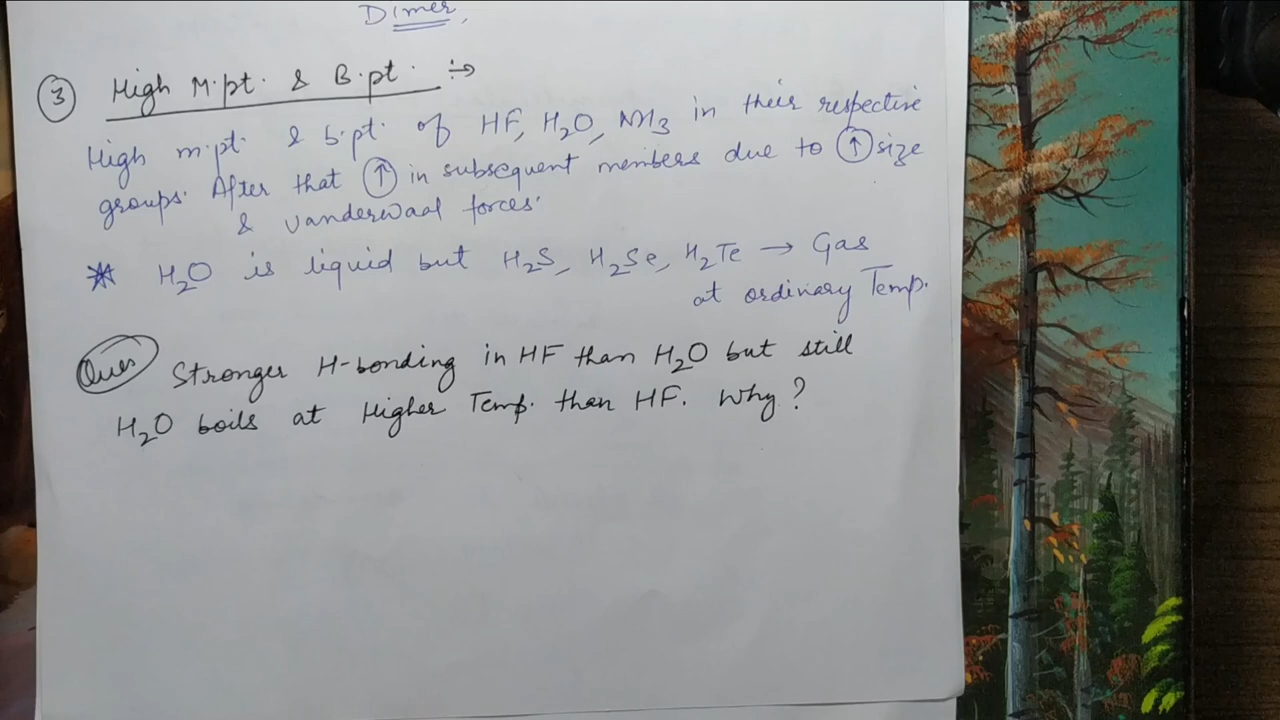 Dimer,
③ High M.pt. & B.pt. :→
High m.pt. & b.pt. of HF, H₂O, NH₃ in their respective
groups. After that ↑ in subsequent members due to ↑ size
& vanderwaal forces.
* H₂O is liquid but H₂S, H₂Se, H₂Te → Gas
at ordinary Temp.
Ques Stronger H-bonding in HF than H₂O but still
H₂O boils at Higher Temp. than HF. Why?